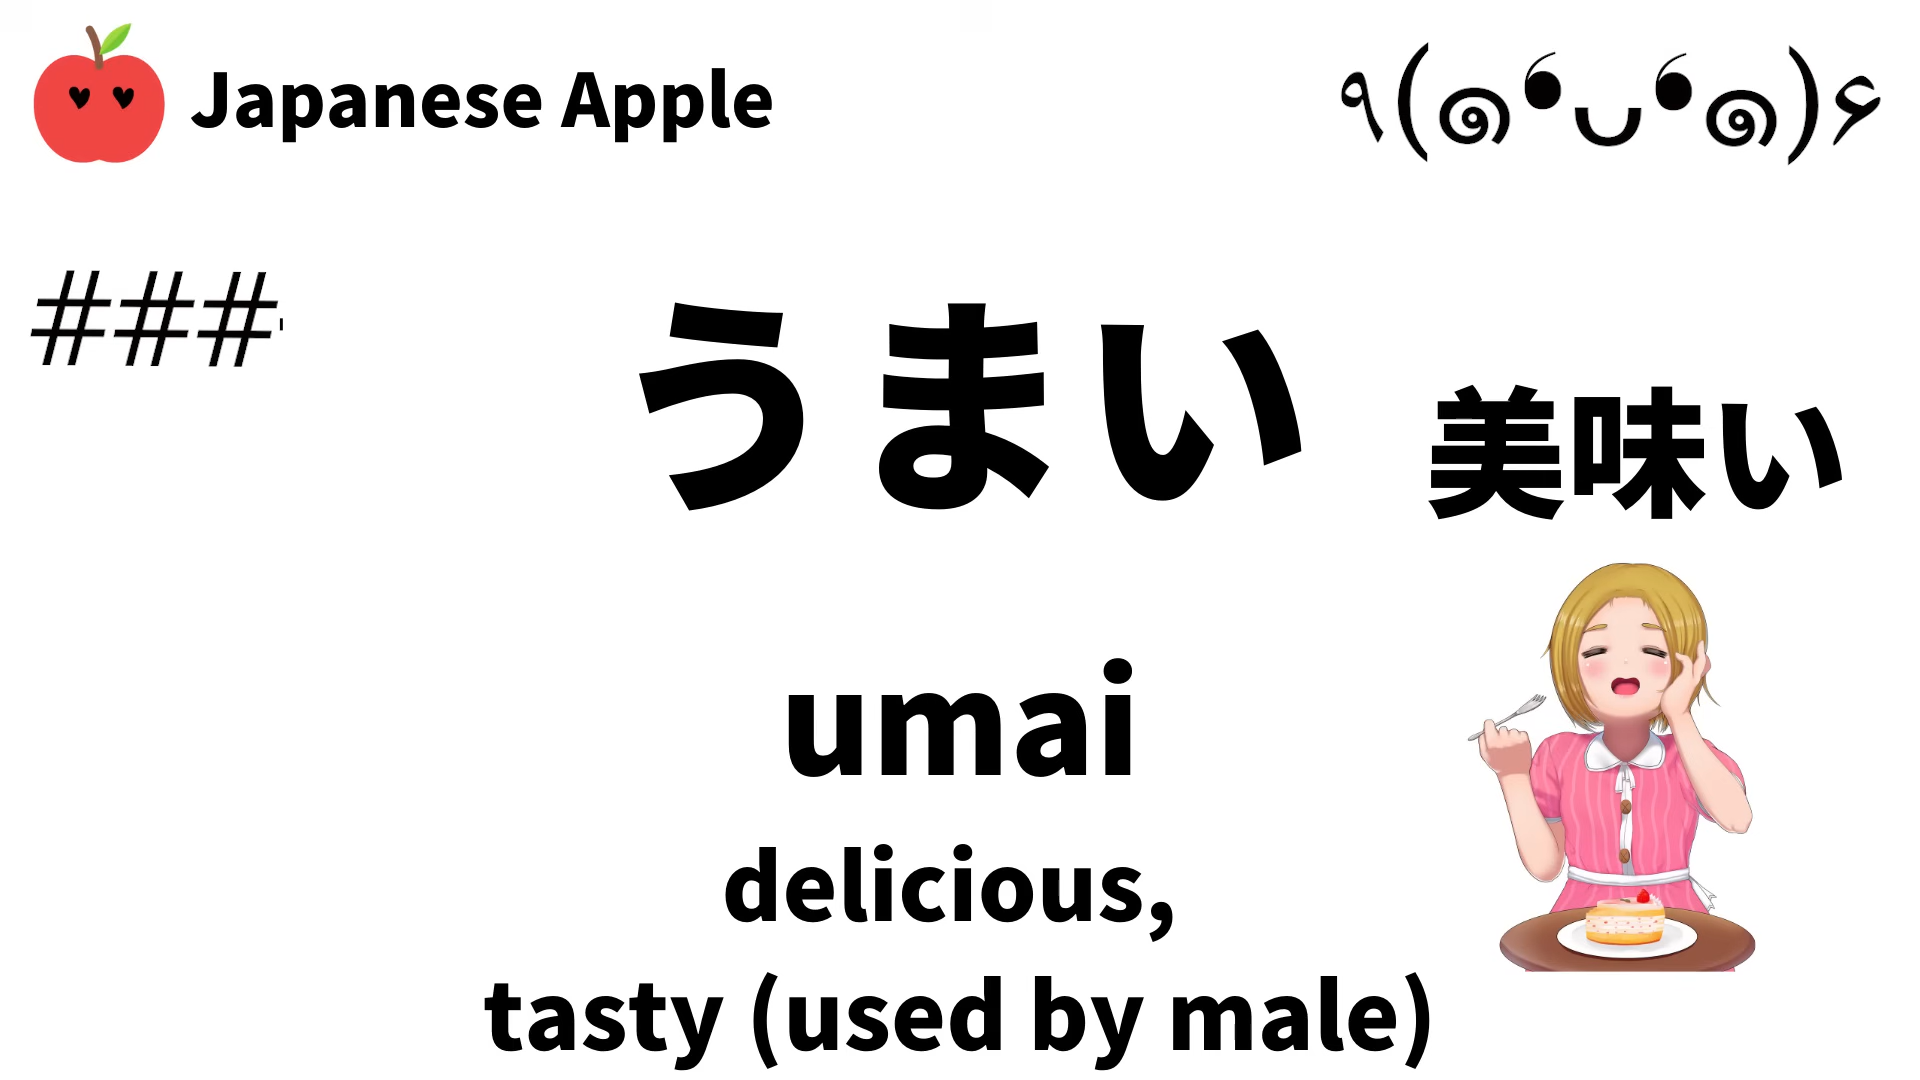 Japanese Apple
٩(๑❛ᴗ❛๑)۶
###
うまい 美味い
umai
delicious,
tasty (used by male)